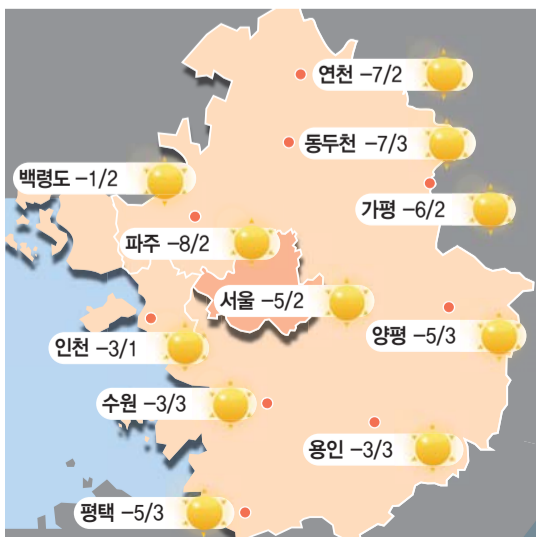 연천 -7/2
동두천 -7/3
백령도 -1/2
가평 -6/2
파주 -8/2
서울 -5/2
양평 -5/3
인천 -3/1
수원 -3/3
용인 -3/3
평택 -5/3